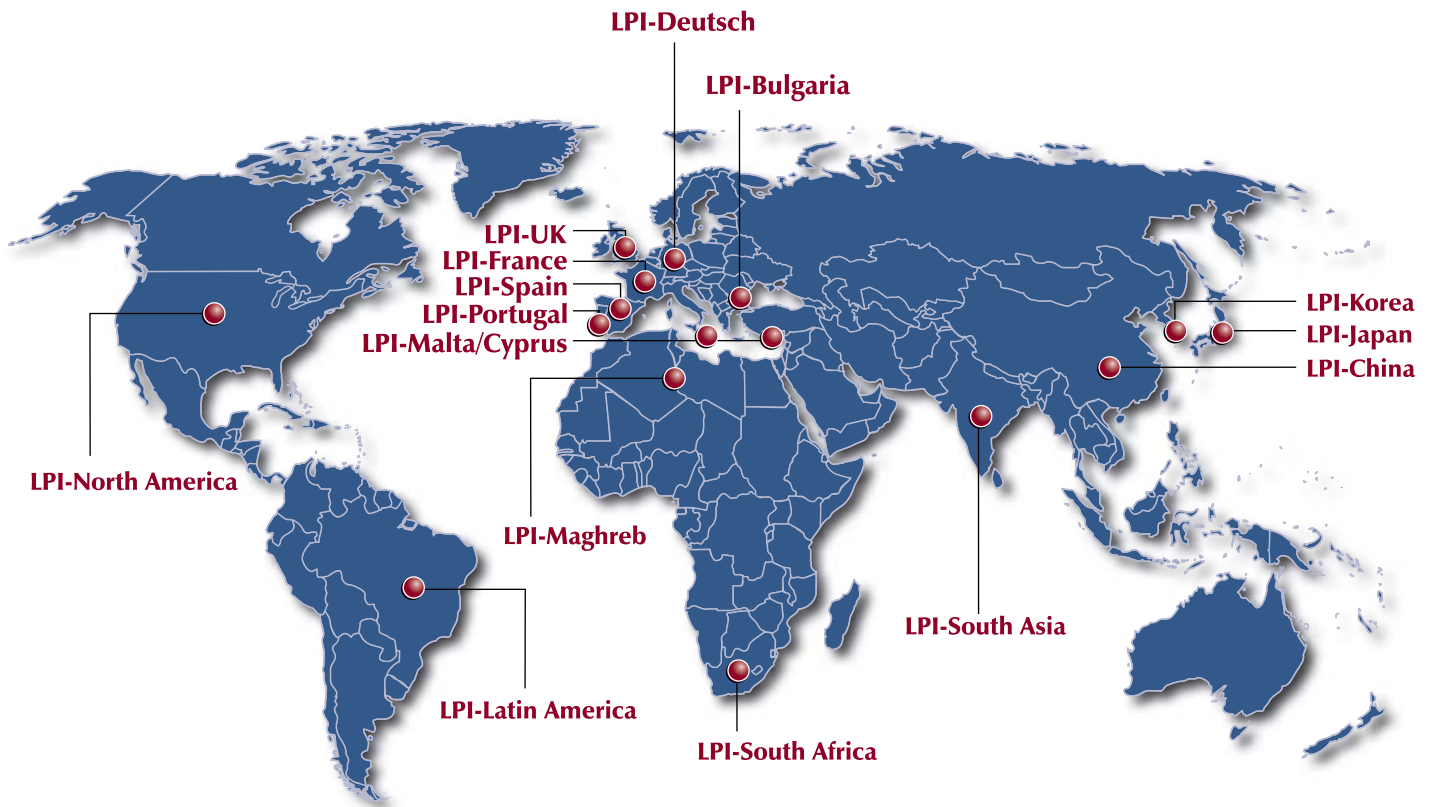 LPI-Deutsch
LPI-Bulgaria
LPI-UK
LPI-France
LPI-Spain
LPI-Portugal
LPI-Malta/Cyprus
LPI-Korea
LPI-Japan
LPI-China
LPI-North America
LPI-Maghreb
LPI-South Asia
LPI-Latin America
LPI-South Africa